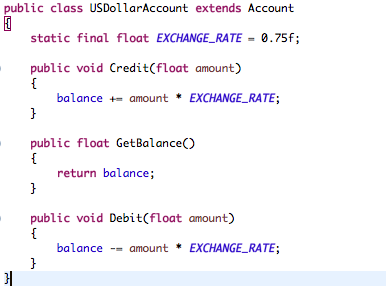 public class USDollarAccount extends Account
{
static final float EXCHANGE_RATE = 0.75f;
public void Credit(float amount)
{
balance += amount * EXCHANGE_RATE;
}
public float GetBalance()
{
return balance;
}
public void Debit(float amount)
{
balance -= amount * EXCHANGE_RATE;
}
}